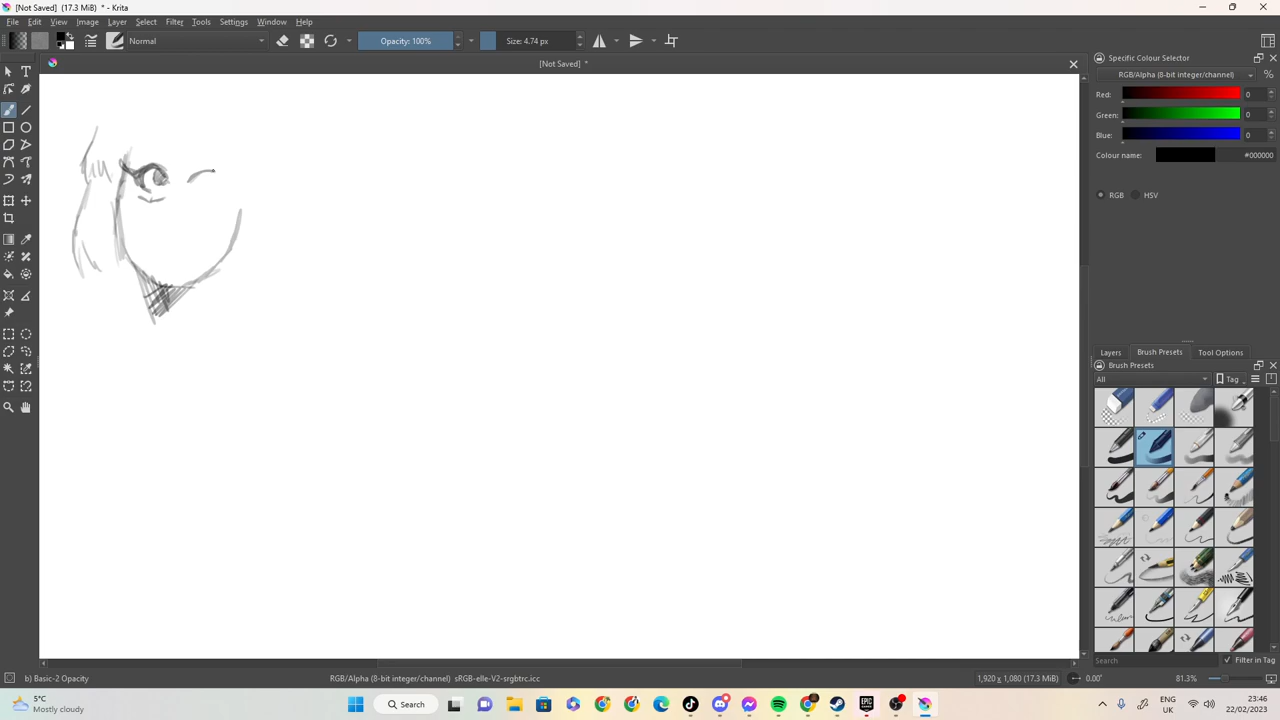 [Not Saved] (17.3 MiB) * - Krita
File Edit View Image Layer Select Filter Tools Settings Window Help
Normal Opacity: 100% Size: 4.74 px
[Not Saved] *
Specific Colour Selector
RGB/Alpha (8-bit integer/channel) %
Red: 0
Green: 0
Blue: 0
Colour name: #000000
RGB HSV
Layers Brush Presets Tool Options
Brush Presets
All Tag
Search Filter in Tag
b) Basic-2 Opacity RGB/Alpha (8-bit integer/channel) sRGB-elle-V2-srgbtrc.icc 1,920 x 1,080 (17.3 MiB) 0.00° 81.3%
5°C
Mostly cloudy
Search
EPIC
GAMES
ENG
UK
23:46
22/02/2023